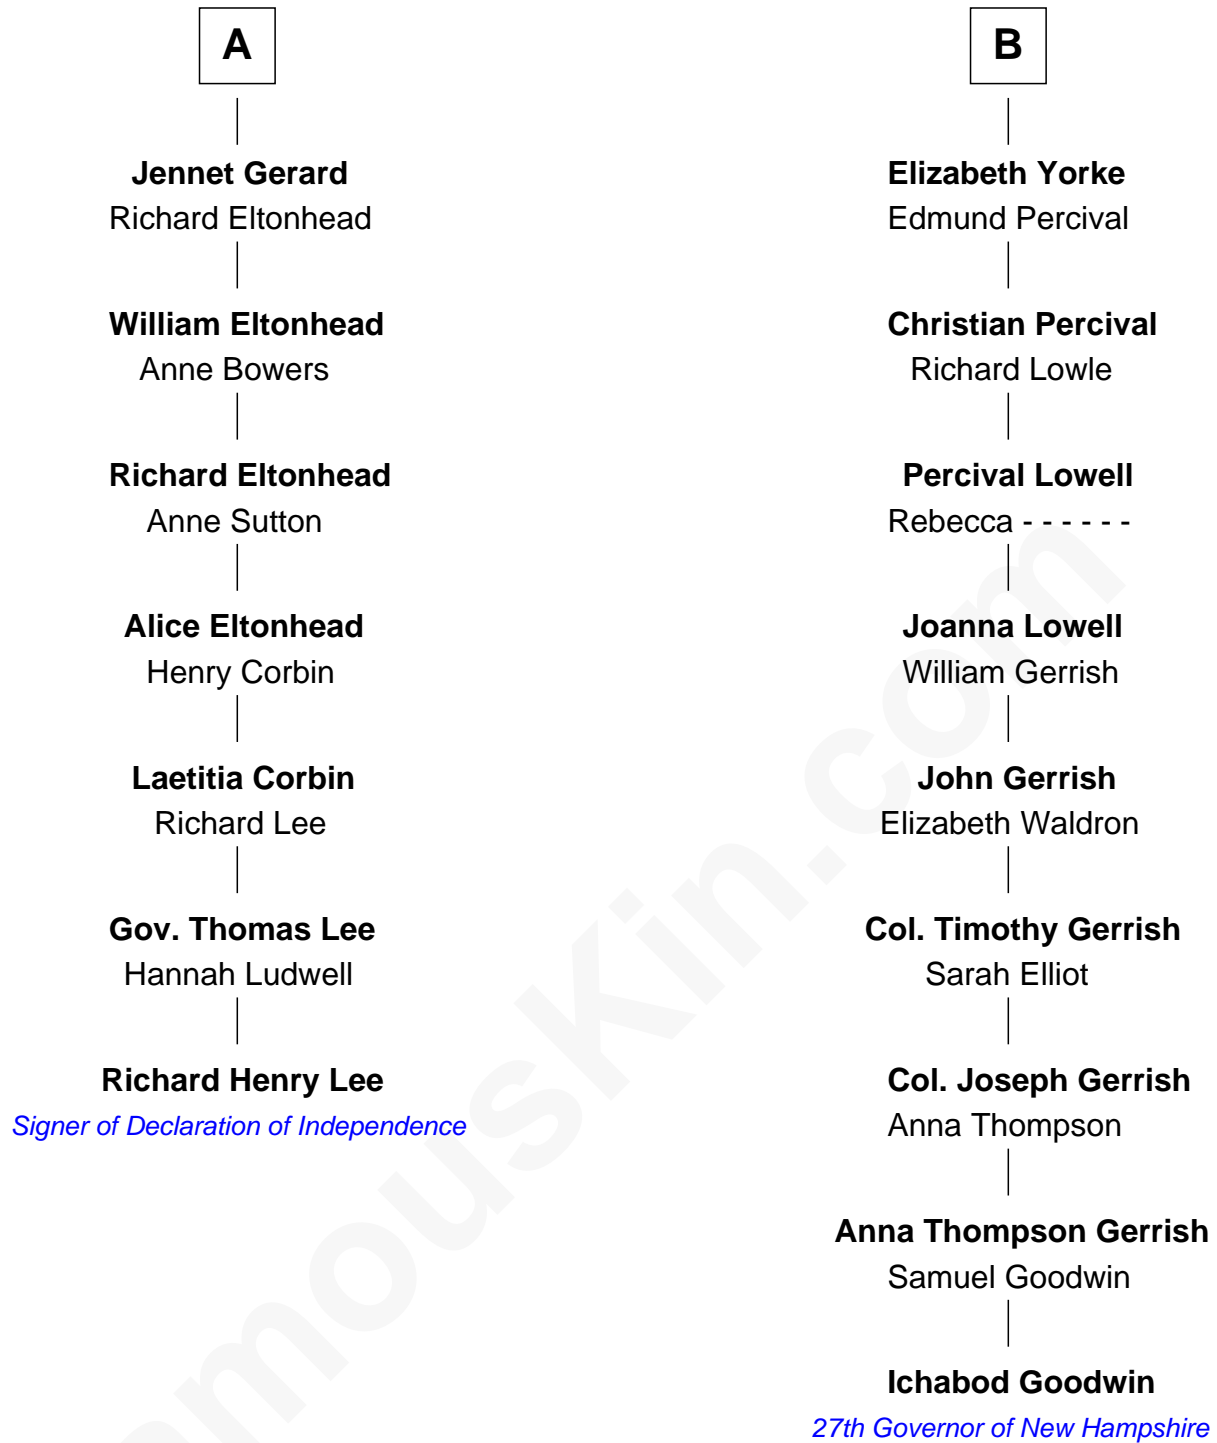 A
Jennet Gerard
Richard Eltonhead
William Eltonhead
Anne Bowers
Richard Eltonhead
Anne Sutton
Alice Eltonhead
Henry Corbin
Laetitia Corbin
Richard Lee
Gov. Thomas Lee
Hannah Ludwell
Richard Henry Lee
Signer of Declaration of Independence
B
Elizabeth Yorke
Edmund Percival
Christian Percival
Richard Lowle
Percival Lowell
Rebecca - - - - - -
Joanna Lowell
William Gerrish
John Gerrish
Elizabeth Waldron
Col. Timothy Gerrish
Sarah Elliot
Col. Joseph Gerrish
Anna Thompson
Anna Thompson Gerrish
Samuel Goodwin
Ichabod Goodwin
27th Governor of New Hampshire
amouskin.com